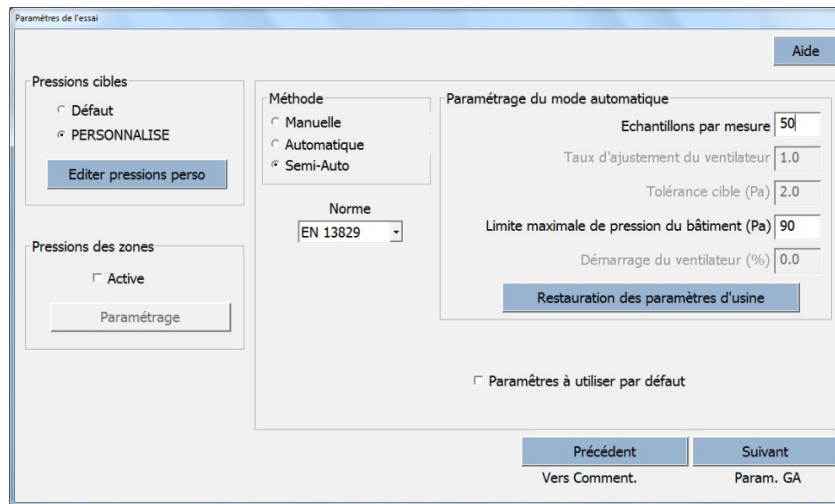 Paramètres de l'essai
Aide
Pressions cibles
Défaut
PERSONNALISE
Editer pressions perso
Pressions des zones
Active
Paramétrage
Méthode
Manuelle
Automatique
Semi-Auto
Norme
EN 13829
Paramétrage du mode automatique
Echantillons par mesure 50
Taux d'ajustement du ventilateur 1.0
Tolérance cible (Pa) 2.0
Limite maximale de pression du bâtiment (Pa) 90
Démarrage du ventilateur (%) 0.0
Restauration des paramètres d'usine
Paramêtres à utiliser par défaut
Précédent
Suivant
Vers Comment.
Param. GA